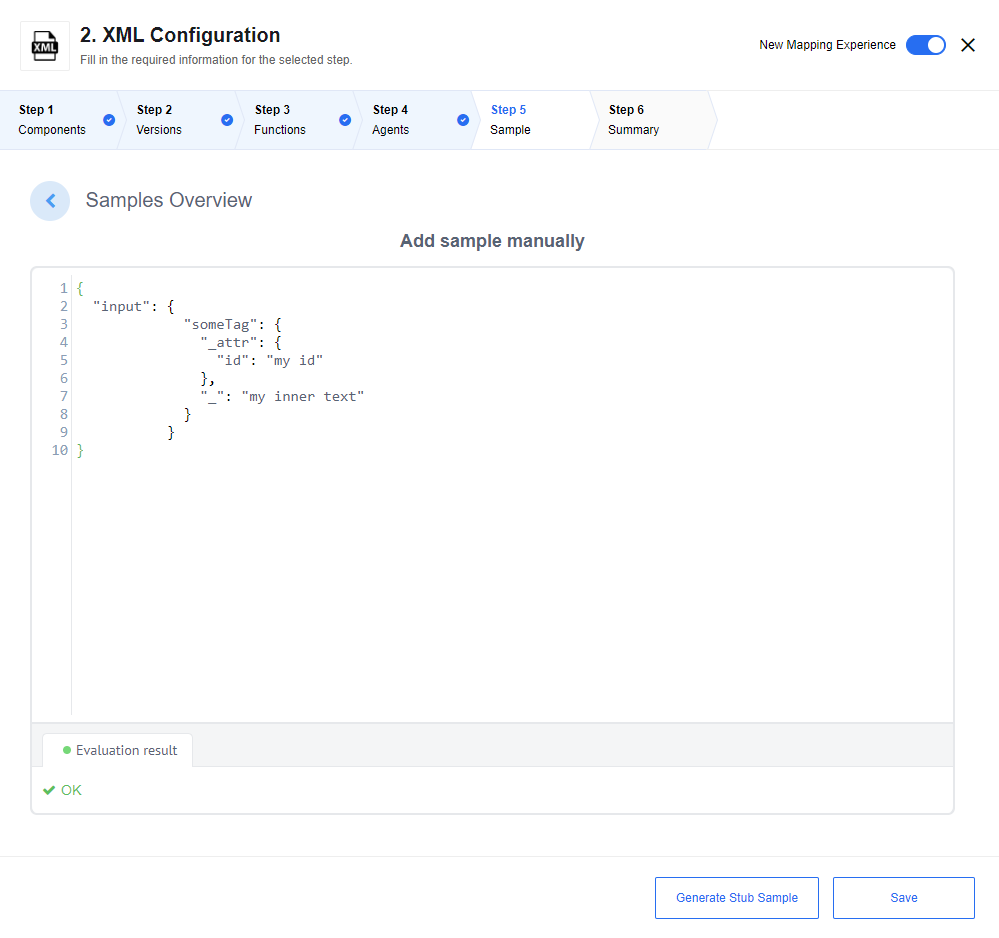 XML
2. XML Configuration
Fill in the required information for the selected step.
New Mapping Experience
Step 1
Components
Step 2
Versions
Step 3
Functions
Step 4
Agents
Step 5
Sample
Step 6
Summary
Samples Overview
Add sample manually
1 {
2   "input": {
3              "someTag": {
4                "_attr": {
5                  "id": "my id"
6                },
7                "_": "my inner text"
8              }
9            }
10 }
Evaluation result
OK
Generate Stub Sample
Save